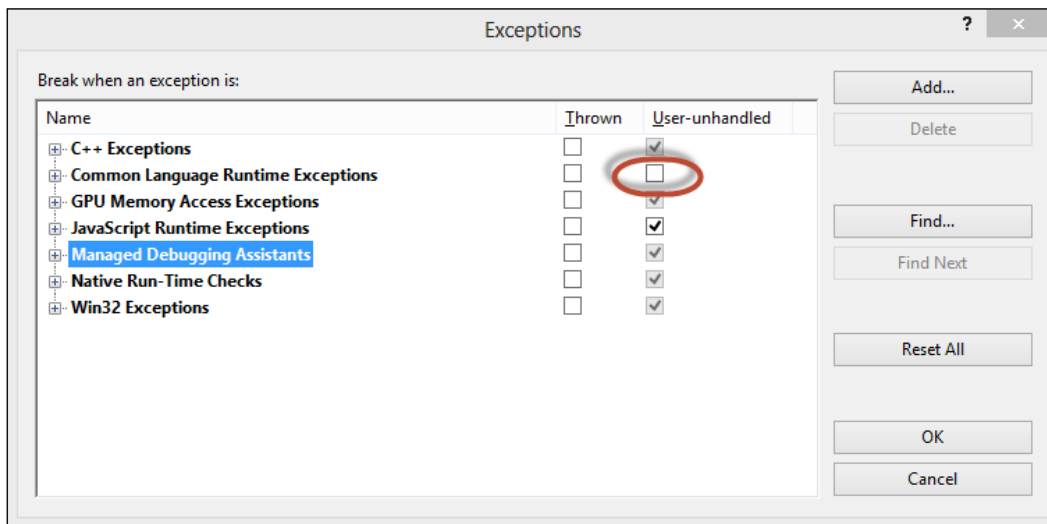 Exceptions
?
Break when an exception is:
Name Thrown User-unhandled
C++ Exceptions
Common Language Runtime Exceptions
GPU Memory Access Exceptions
JavaScript Runtime Exceptions
Managed Debugging Assistants
Native Run-Time Checks
Win32 Exceptions
Add...
Delete
Find...
Find Next
Reset All
OK
Cancel